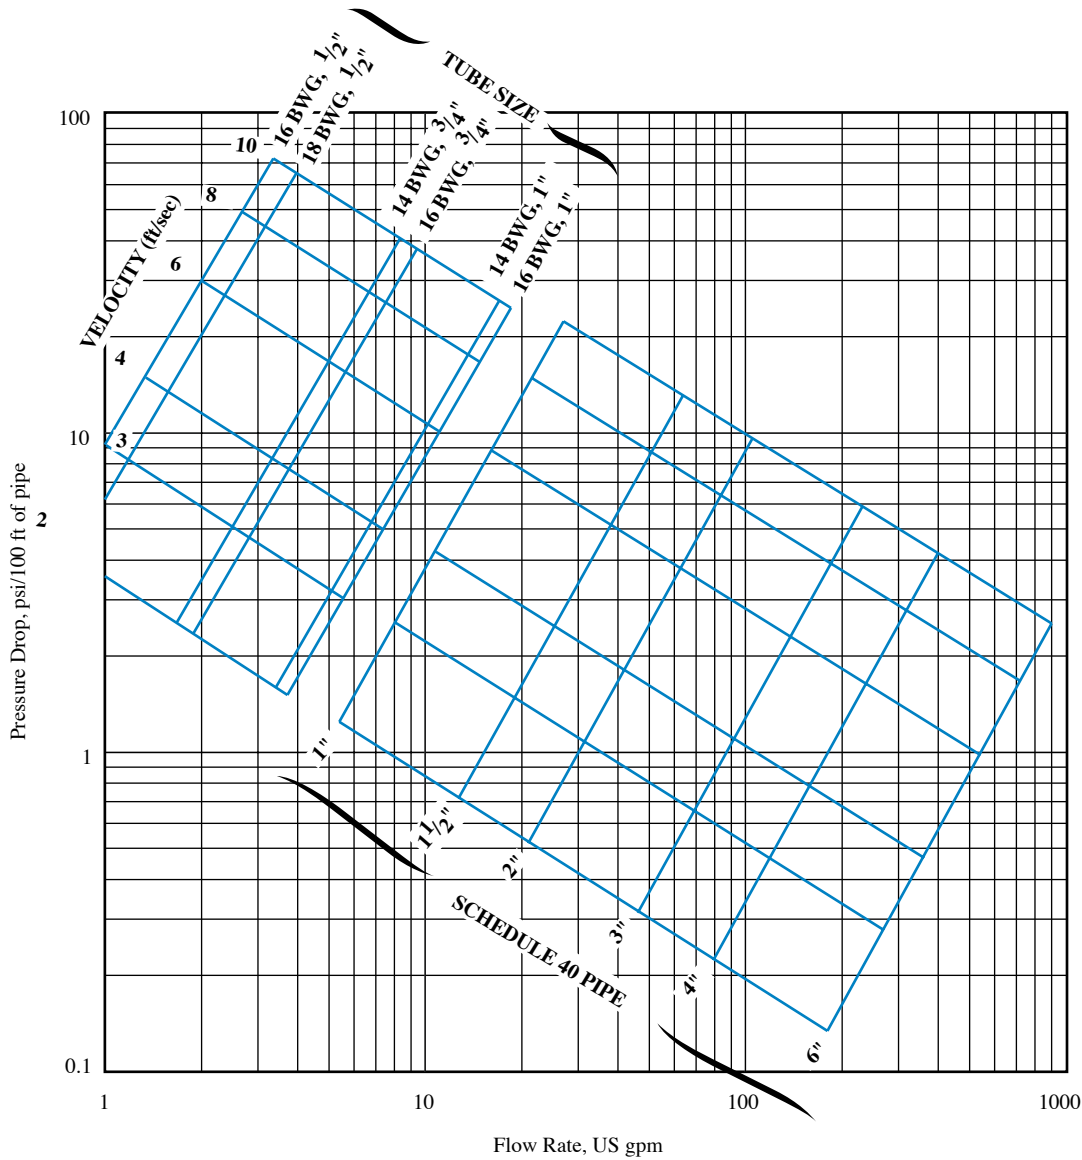 TUBE SIZE
16 BWG, 1/2"
18 BWG, 1/2"
14 BWG, 3/4"
16 BWG, 3/4"
14 BWG, 1"
16 BWG, 1"
VELOCITY (ft/sec)
10
8
6
4
3
2
100
10
1
0.1
Pressure Drop, psi/100 ft of pipe
1"
1 1/2"
2"
3"
4"
6"
SCHEDULE 40 PIPE
1
10
100
1000
Flow Rate, US gpm